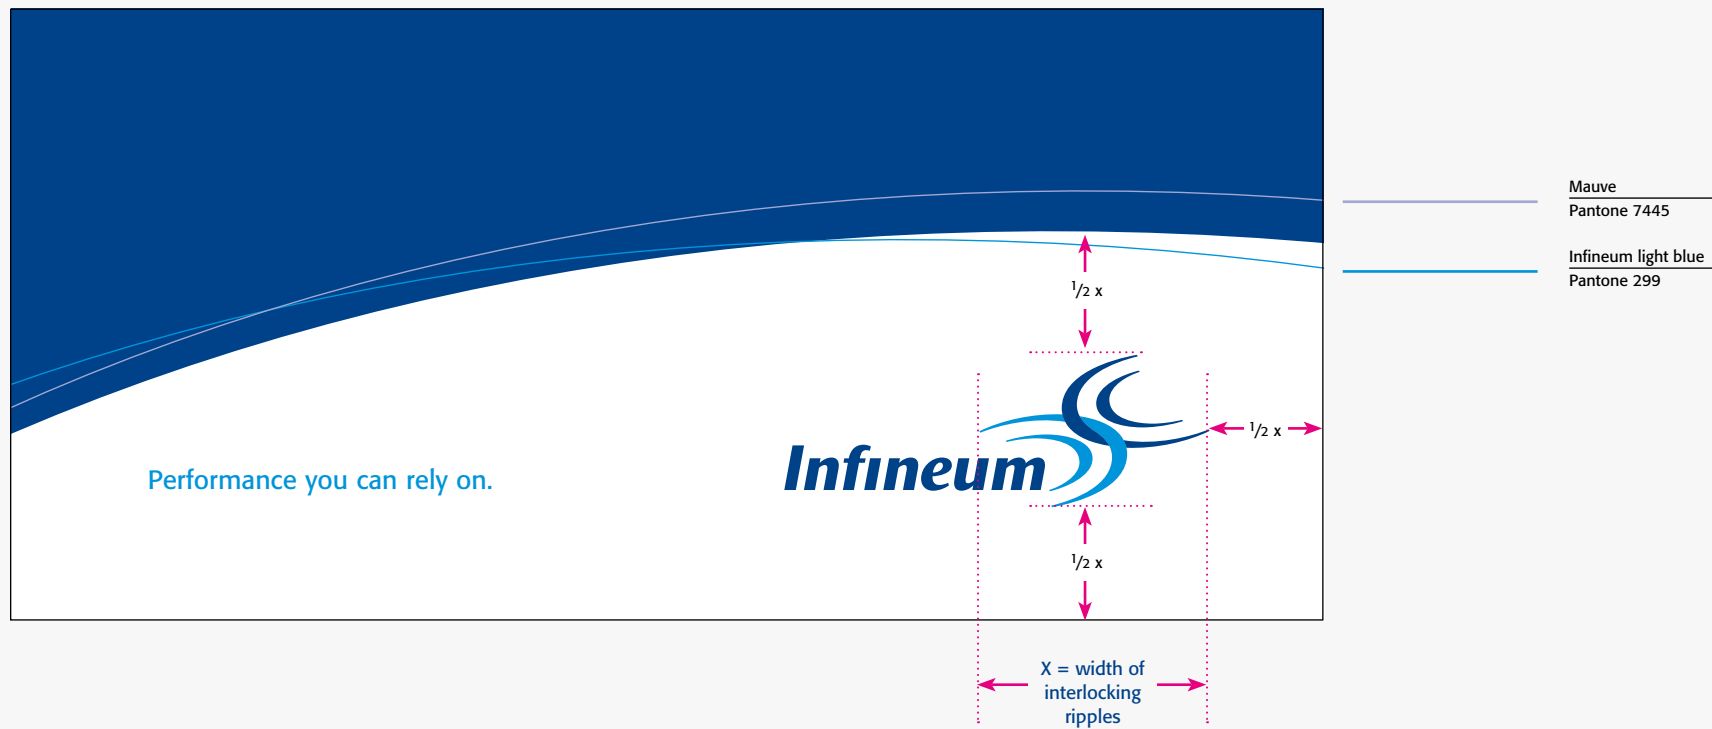 Mauve
Pantone 7445
Infineum light blue
Pantone 299
1/2 x
1/2 x
Infineum
Performance you can rely on.
1/2 x
X = width of
interlocking
ripples